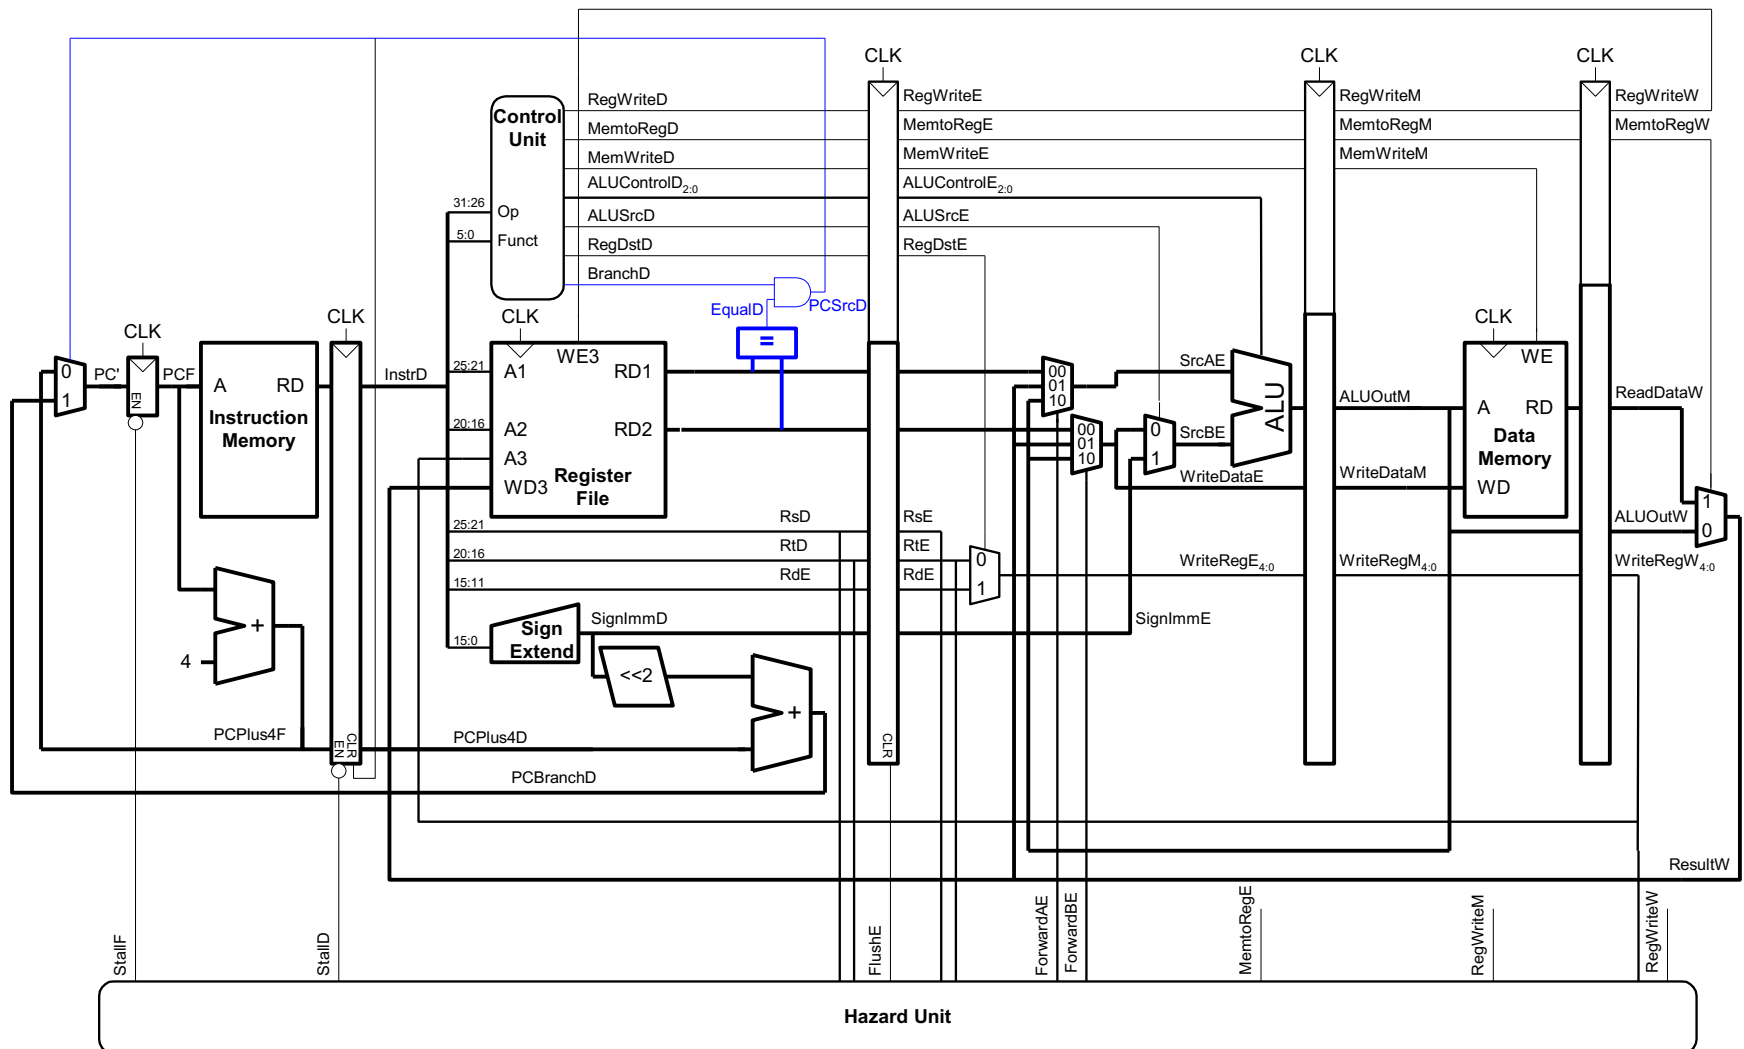 CLK
CLK
CLK
RegWriteD
RegWriteE
RegWriteM
RegWriteW
Control
Unit
MemtoRegD
MemtoRegE
MemtoRegM
MemtoRegW
MemWriteD
MemWriteE
MemWriteM
ALUControlD2:0
ALUControlE2:0
31:26
Op
ALUSrcD
ALUSrcE
5:0
Funct
RegDstD
RegDstE
BranchD
EqualD
PCSrcD
CLK
CLK
CLK
CLK
=
WE3
WE
0
1
PC'
PCF
EN
A
RD
Instruction
Memory
InstrD
25:21
A1
RD1
20:16
A2
RD2
A3
WD3
Register
File
00
01
10
00
01
10
0
1
SrcAE
SrcBE
ALU
ALUOutM
A
RD
Data
Memory
WD
ReadDataW
WriteDataE
WriteDataM
1
0
25:21
RsD
RsE
ALUOutW
20:16
RtD
RtE
0
1
15:11
RdE
RdE
WriteRegE4:0
WriteRegM4:0
WriteRegW4:0
+
4
15:0
Sign
Extend
SignImmD
SignImmE
<<2
+
PCPlus4F
EN
CLR
PCPlus4D
CLR
PCBranchD
ResultW
StallF
StallD
FlushE
ForwardAE
ForwardBE
MemtoRegE
RegWriteM
RegWriteW
Hazard Unit